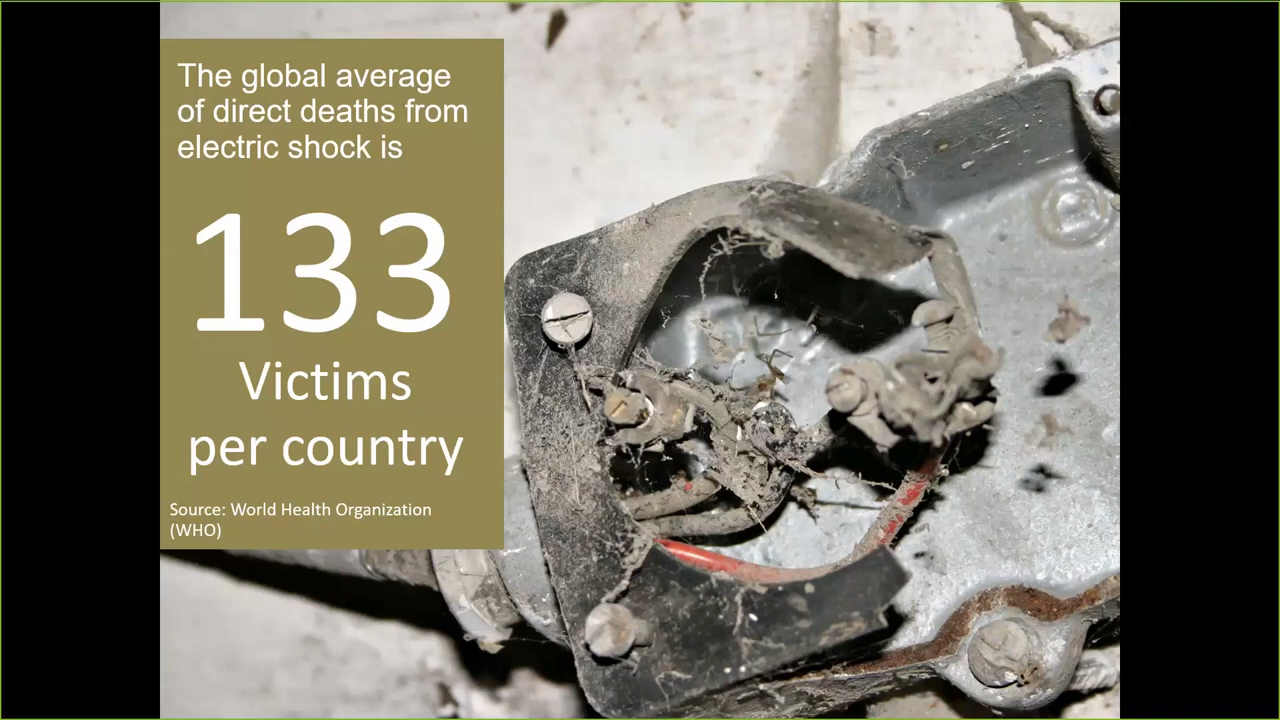 The global average
of direct deaths from
electric shock is
133
Victims
per country
Source: World Health Organization
(WHO)